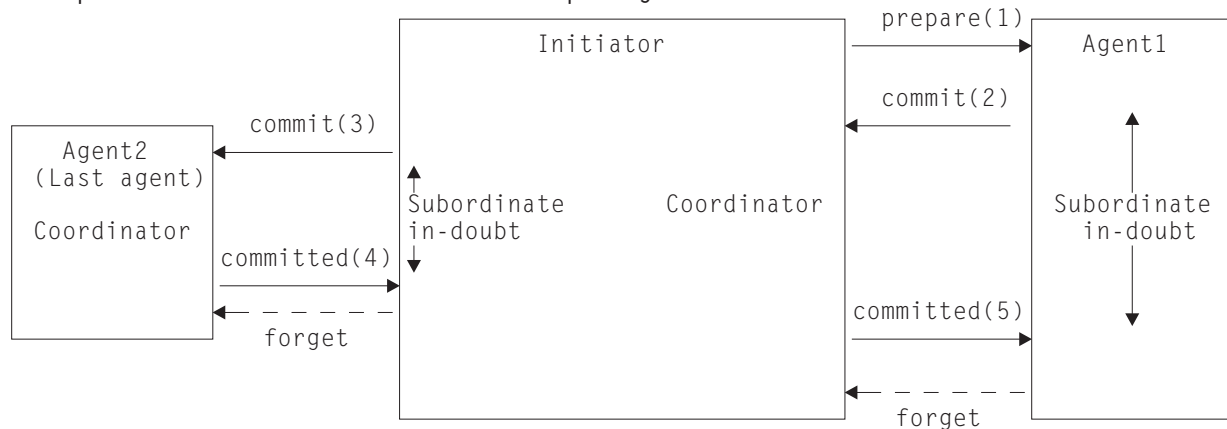 Initiator
prepare(1)
Agent1
commit(2)
commit(3)
Agent2
(Last agent)
Coordinator
Subordinate
in-doubt
Coordinator
Subordinate
in-doubt
committed(4)
forget
committed(5)
forget